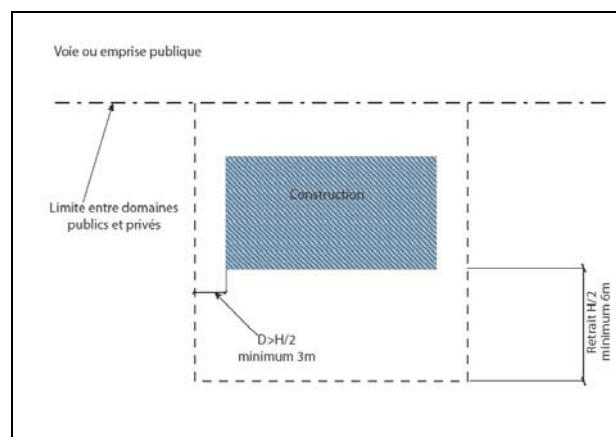 Voie ou emprise publique
Construction
Limite entre domaines
publics et privés
D>H/2
minimum 3m
Retrait H/2
minimum 6m